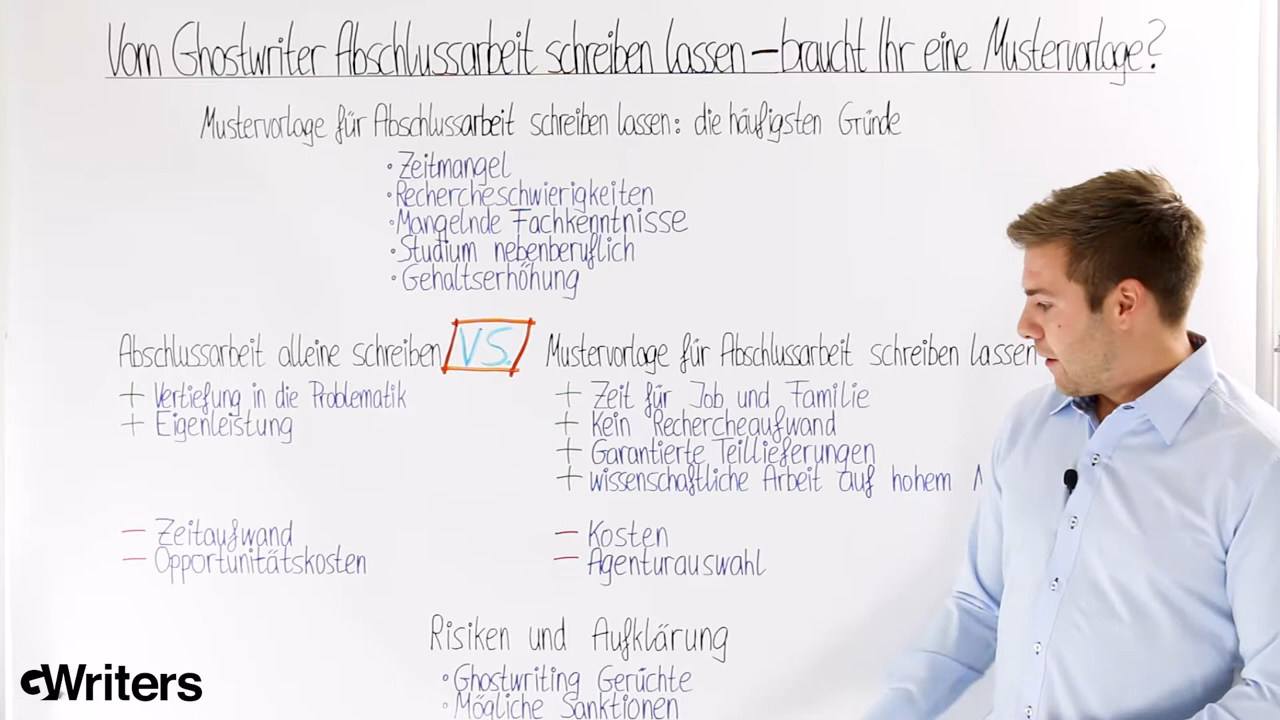 Vom Ghostwriter Abschlussarbeit schreiben lassen – braucht Ihr eine Mustervorlage?
Mustervorlage für Abschlussarbeit schreiben lassen: die häufigsten Gründe
· Zeitmangel
· Rechercheschwierigkeiten
· Mangelnde Fachkenntnisse
· Studium nebenberuflich
· Gehaltserhöhung
Abschlussarbeit alleine schreiben VS. Mustervorlage für Abschlussarbeit schreiben lassen
+ Vertiefung in die Problematik
+ Eigenleistung
– Zeitaufwand
– Opportunitätskosten
+ Zeit für Job und Familie
+ Kein Rechercheaufwand
+ Garantierte Teillieferungen
+ wissenschaftliche Arbeit auf hohem
– Kosten
– Agenturauswahl
Risiken und Aufklärung
· Ghostwriting Gerüchte
· Mögliche Sanktionen
GWriters